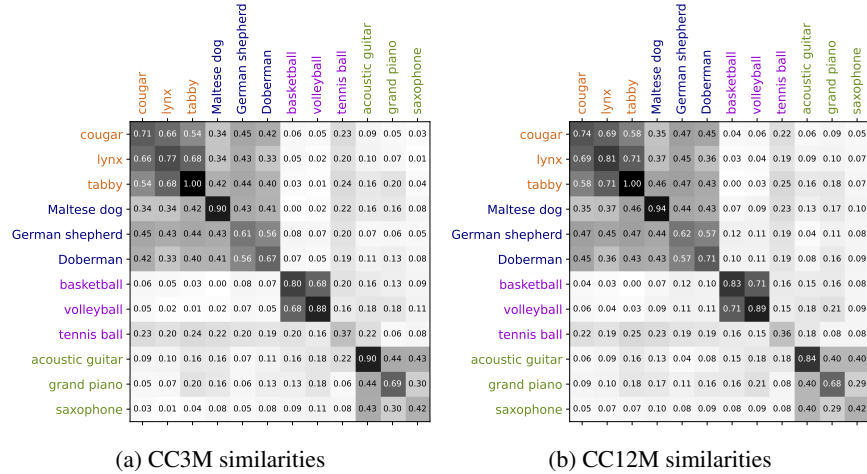 cougar lynx tabby Maltese dog German shepherd Doberman basketball volleyball tennis ball acoustic guitar grand piano saxophone
cougar 0.71 0.66 0.54 0.34 0.45 0.42 0.06 0.05 0.23 0.09 0.05 0.03
lynx 0.66 0.77 0.68 0.34 0.43 0.33 0.05 0.02 0.20 0.10 0.07 0.01
tabby 0.54 0.68 1.00 0.42 0.44 0.40 0.03 0.01 0.24 0.16 0.20 0.04
Maltese dog 0.34 0.34 0.42 0.90 0.43 0.41 0.00 0.02 0.22 0.16 0.16 0.08
German shepherd 0.45 0.43 0.44 0.43 0.61 0.56 0.08 0.07 0.20 0.07 0.06 0.05
Doberman 0.42 0.33 0.40 0.41 0.56 0.67 0.07 0.05 0.19 0.11 0.13 0.08
basketball 0.06 0.05 0.03 0.00 0.08 0.07 0.80 0.68 0.20 0.16 0.13 0.09
volleyball 0.05 0.02 0.01 0.02 0.07 0.05 0.68 0.88 0.16 0.18 0.18 0.11
tennis ball 0.23 0.20 0.24 0.22 0.20 0.19 0.20 0.16 0.37 0.22 0.06 0.08
acoustic guitar 0.09 0.10 0.16 0.16 0.07 0.11 0.16 0.18 0.22 0.90 0.44 0.43
grand piano 0.05 0.07 0.20 0.16 0.06 0.13 0.13 0.18 0.06 0.44 0.69 0.30
saxophone 0.03 0.01 0.04 0.08 0.05 0.08 0.09 0.11 0.08 0.43 0.30 0.42
(a) CC3M similarities
cougar lynx tabby Maltese dog German shepherd Doberman basketball volleyball tennis ball acoustic guitar grand piano saxophone
cougar 0.74 0.69 0.58 0.35 0.47 0.45 0.04 0.06 0.22 0.06 0.09 0.05
lynx 0.69 0.81 0.71 0.37 0.45 0.36 0.03 0.04 0.19 0.09 0.10 0.07
tabby 0.58 0.71 1.00 0.46 0.47 0.43 0.00 0.03 0.25 0.16 0.18 0.07
Maltese dog 0.35 0.37 0.46 0.94 0.44 0.43 0.07 0.09 0.23 0.13 0.17 0.10
German shepherd 0.47 0.45 0.47 0.44 0.62 0.57 0.12 0.11 0.19 0.04 0.11 0.08
Doberman 0.45 0.36 0.43 0.43 0.57 0.71 0.10 0.11 0.11 0.08 0.16 0.09
basketball 0.04 0.03 0.00 0.07 0.12 0.10 0.83 0.71 0.16 0.15 0.16 0.08
volleyball 0.06 0.04 0.03 0.09 0.11 0.11 0.71 0.89 0.15 0.18 0.21 0.09
tennis ball 0.22 0.19 0.25 0.23 0.19 0.11 0.16 0.15 0.36 0.18 0.08 0.08
acoustic guitar 0.06 0.09 0.16 0.13 0.04 0.08 0.15 0.18 0.18 0.84 0.40 0.40
grand piano 0.09 0.10 0.18 0.17 0.11 0.16 0.16 0.21 0.08 0.40 0.68 0.29
saxophone 0.05 0.07 0.07 0.10 0.08 0.09 0.08 0.09 0.08 0.40 0.29 0.42
(b) CC12M similarities